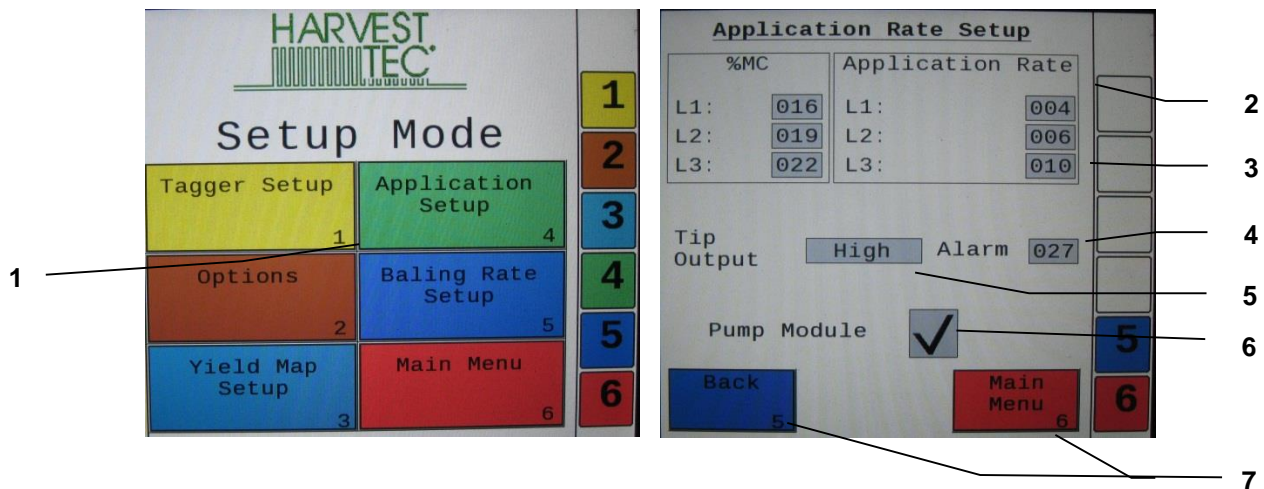 HARVEST
TEC
Setup Mode
Tagger Setup
1
Application
Setup
4
Options
2
Baling Rate
Setup
5
Yield Map
Setup
3
Main Menu
6
1
2
3
4
5
6
1
Application Rate Setup
%MC
Application Rate
L1: 016 L1: 004
L2: 019 L2: 006
L3: 022 L3: 010
Tip
Output High Alarm 027
Pump Module
Back
5
Main
Menu
6
5
6
2
3
4
5
6
7